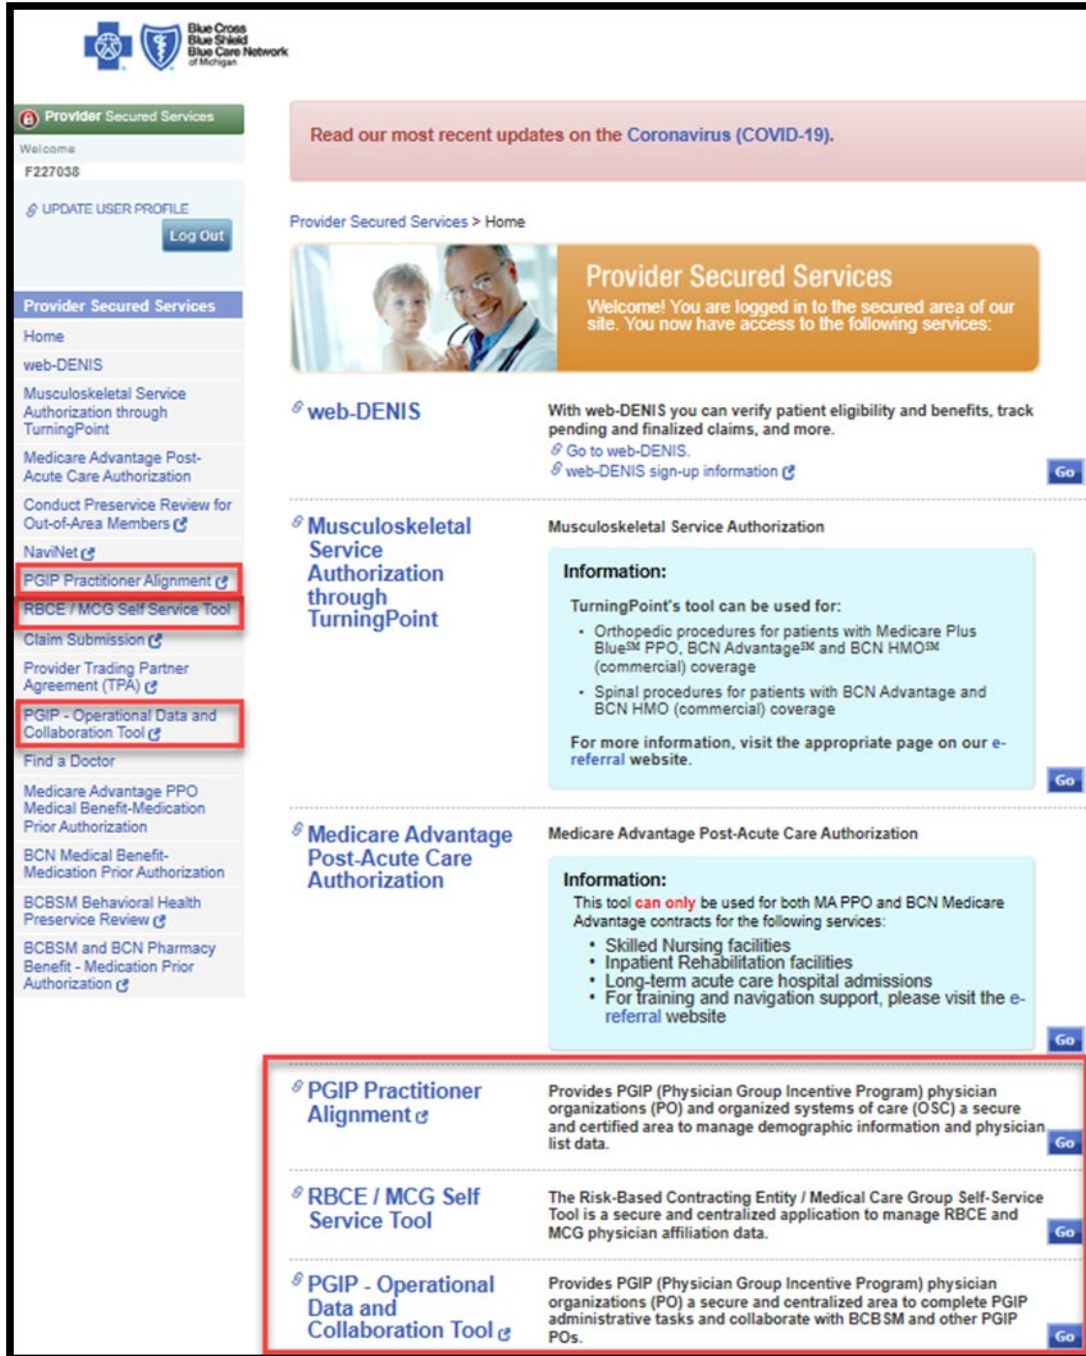 Blue Cross
Blue Shield
Blue Care Network
of Michigan
Provider Secured Services
Welcome
F227038
UPDATE USER PROFILE
Log Out
Provider Secured Services
Home
web-DENIS
Musculoskeletal Service
Authorization through
TurningPoint
Medicare Advantage Post-
Acute Care Authorization
Conduct Preservice Review for
Out-of-Area Members
NaviNet
PGIP Practitioner Alignment
RBCE / MCG Self Service Tool
Claim Submission
Provider Trading Partner
Agreement (TPA)
PGIP - Operational Data and
Collaboration Tool
Find a Doctor
Medicare Advantage PPO
Medical Benefit-Medication
Prior Authorization
BCN Medical Benefit-
Medication Prior Authorization
BCBSM Behavioral Health
Preservice Review
BCBSM and BCN Pharmacy
Benefit - Medication Prior
Authorization
Read our most recent updates on the Coronavirus (COVID-19).
Provider Secured Services > Home
Provider Secured Services
Welcome! You are logged in to the secured area of our
site. You now have access to the following services:
web-DENIS
With web-DENIS you can verify patient eligibility and benefits, track
pending and finalized claims, and more.
Go to web-DENIS.
web-DENIS sign-up information
Go
Musculoskeletal
Service
Authorization
through
TurningPoint
Musculoskeletal Service Authorization
Information:
TurningPoint's tool can be used for:
• Orthopedic procedures for patients with Medicare Plus
Blue℠ PPO, BCN Advantage℠ and BCN HMO℠
(commercial) coverage
• Spinal procedures for patients with BCN Advantage and
BCN HMO (commercial) coverage
For more information, visit the appropriate page on our e-
referral website.
Go
Medicare Advantage
Post-Acute Care
Authorization
Medicare Advantage Post-Acute Care Authorization
Information:
This tool can only be used for both MA PPO and BCN Medicare
Advantage contracts for the following services:
• Skilled Nursing facilities
• Inpatient Rehabilitation facilities
• Long-term acute care hospital admissions
• For training and navigation support, please visit the e-
referral website
Go
PGIP Practitioner
Alignment
Provides PGIP (Physician Group Incentive Program) physician
organizations (PO) and organized systems of care (OSC) a secure
and certified area to manage demographic information and physician
list data.
Go
RBCE / MCG Self
Service Tool
The Risk-Based Contracting Entity / Medical Care Group Self-Service
Tool is a secure and centralized application to manage RBCE and
MCG physician affiliation data.
Go
PGIP - Operational
Data and
Collaboration Tool
Provides PGIP (Physician Group Incentive Program) physician
organizations (PO) a secure and centralized area to complete PGIP
administrative tasks and collaborate with BCBSM and other PGIP
POs.
Go